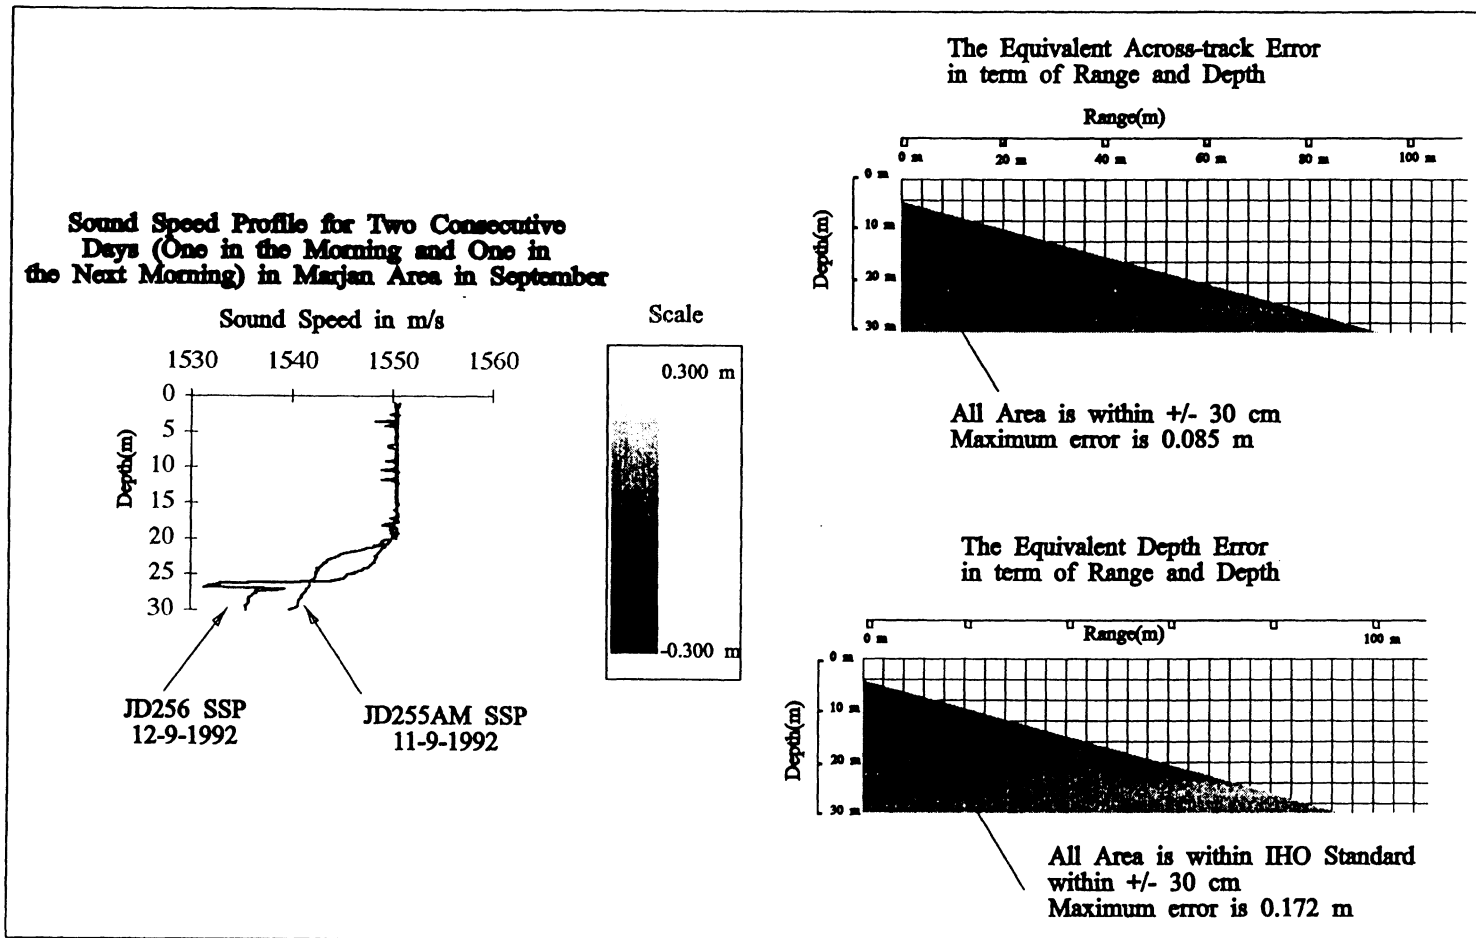 Sound Speed Profile for Two Consecutive
Days (One in the Morning and One in
the Next Morning) in Marjan Area in September
Sound Speed in m/s
1530 1540 1550 1560
Depth(m)
0
5
10
15
20
25
30
JD256 SSP
12-9-1992
JD255AM SSP
11-9-1992
Scale
0.300 m
-0.300 m
The Equivalent Across-track Error
in term of Range and Depth
Range(m)
0 m 20 m 40 m 60 m 80 m 100 m
Depth(m)
0 m
10 m
20 m
30 m
All Area is within +/- 30 cm
Maximum error is 0.085 m
The Equivalent Depth Error
in term of Range and Depth
Range(m)
0 m 100 m
Depth(m)
0 m
10 m
20 m
30 m
All Area is within IHO Standard
within +/- 30 cm
Maximum error is 0.172 m